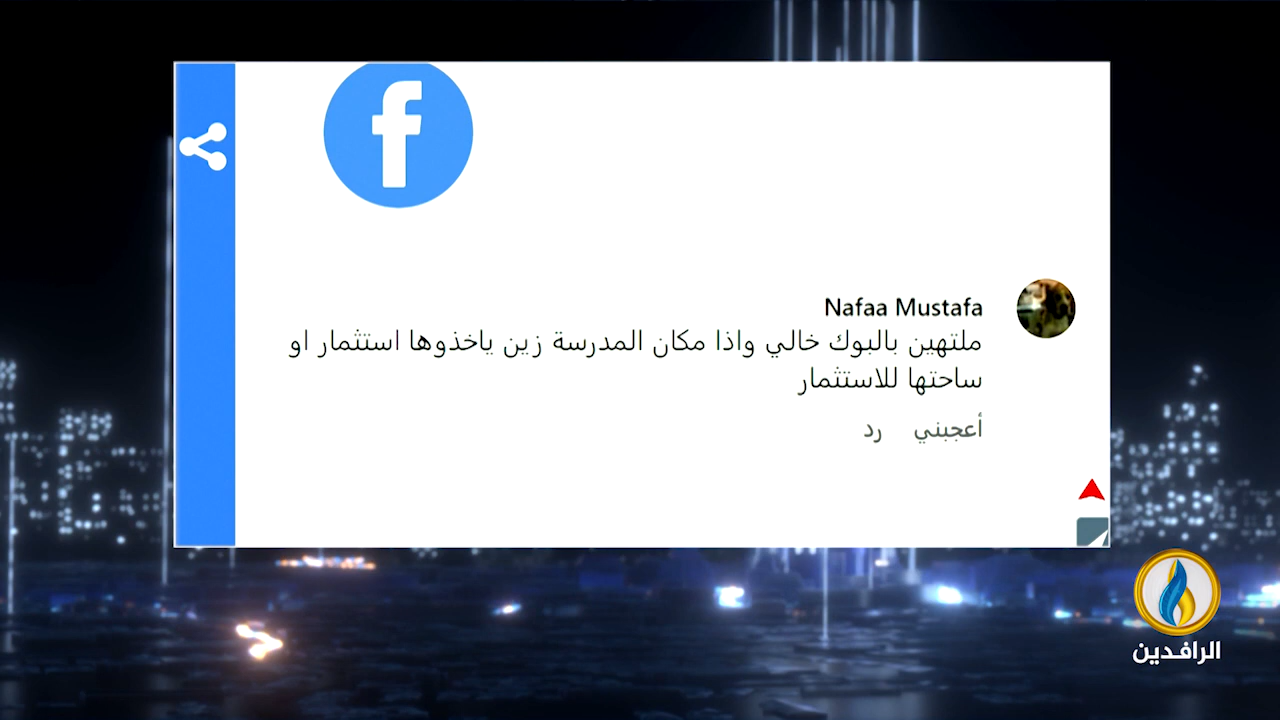 Nafaa Mustafa
ملتهين بالبوك خالي واذا مكان المدرسة زين ياخذوها استثمار او
ساحتها للاستثمار
أعجبني رد
الرافدين